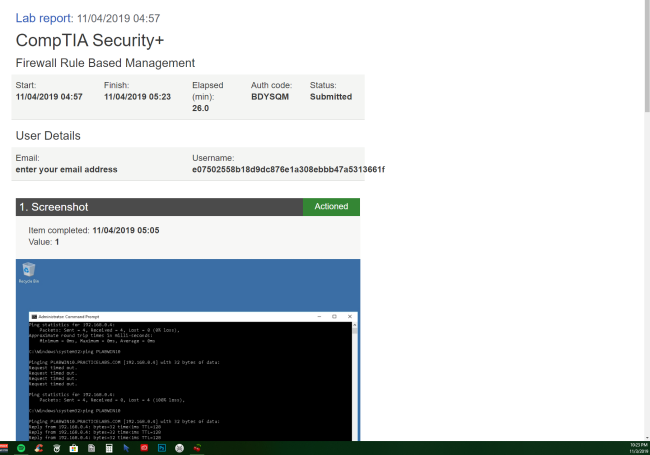 Lab report: 11/04/2019 04:57
CompTIA Security+
Firewall Rule Based Management
Start: Finish: Elapsed (min): Auth code: Status:
11/04/2019 04:57 11/04/2019 05:23 26.0 BDYSQM Submitted
User Details
Email: Username:
enter your email address e07502558b18d9dc876e1a308ebbb47a5313661f
1. Screenshot Actioned
Item completed: 11/04/2019 05:05
Value: 1
Recycle Bin
Administrator: Command Prompt
Ping statistics for 192.168.0.4:
Packets: Sent = 4, Received = 4, Lost = 0 (0% loss),
Approximate round trip times in milli-seconds:
Minimum = 0ms, Maximum = 0ms, Average = 0ms
C:\Windows\system32>ping PLABWIN10
Pinging PLABWIN10.PRACTICELABS.COM [192.168.0.4] with 32 bytes of data:
Request timed out.
Request timed out.
Request timed out.
Request timed out.
Ping statistics for 192.168.0.4:
Packets: Sent = 4, Received = 0, Lost = 4 (100% loss),
C:\Windows\system32>ping PLABWIN10
Pinging PLABWIN10.PRACTICELABS.COM [192.168.0.4] with 32 bytes of data:
Reply from 192.168.0.4: bytes=32 time<1ms TTL=128
Reply from 192.168.0.4: bytes=32 time<1ms TTL=128
Reply from 192.168.0.4: bytes=32 time<1ms TTL=128
10:23 PM
11/3/2019